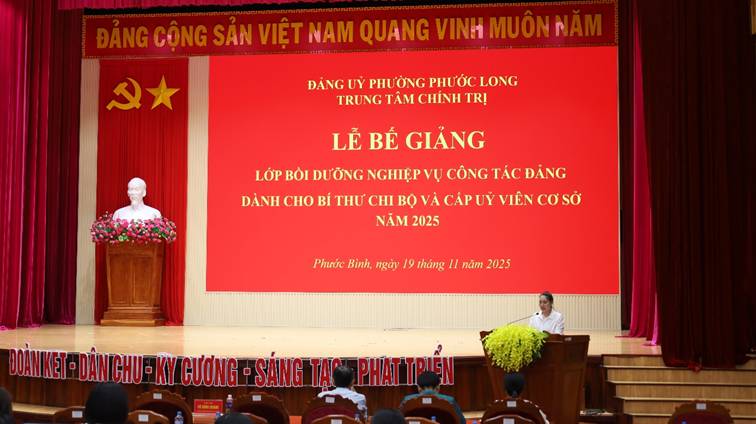 ĐẢNG CỘNG SẢN VIỆT NAM QUANG VINH MUÔN NĂM
ĐẢNG UỶ PHƯỜNG PHƯỚC LONG
TRUNG TÂM CHÍNH TRỊ
LỄ BẾ GIẢNG
LỚP BỒI DƯỠNG NGHIỆP VỤ CÔNG TÁC ĐẢNG
DÀNH CHO BÍ THƯ CHI BỘ VÀ CẤP UỶ VIÊN CƠ SỞ
NĂM 2025
Phước Bình, ngày 19 tháng 11 năm 2025
ĐOÀN KẾT - DÂN CHỦ - KỶ CƯƠNG - SÁNG TẠO - PHÁT TRIỂN